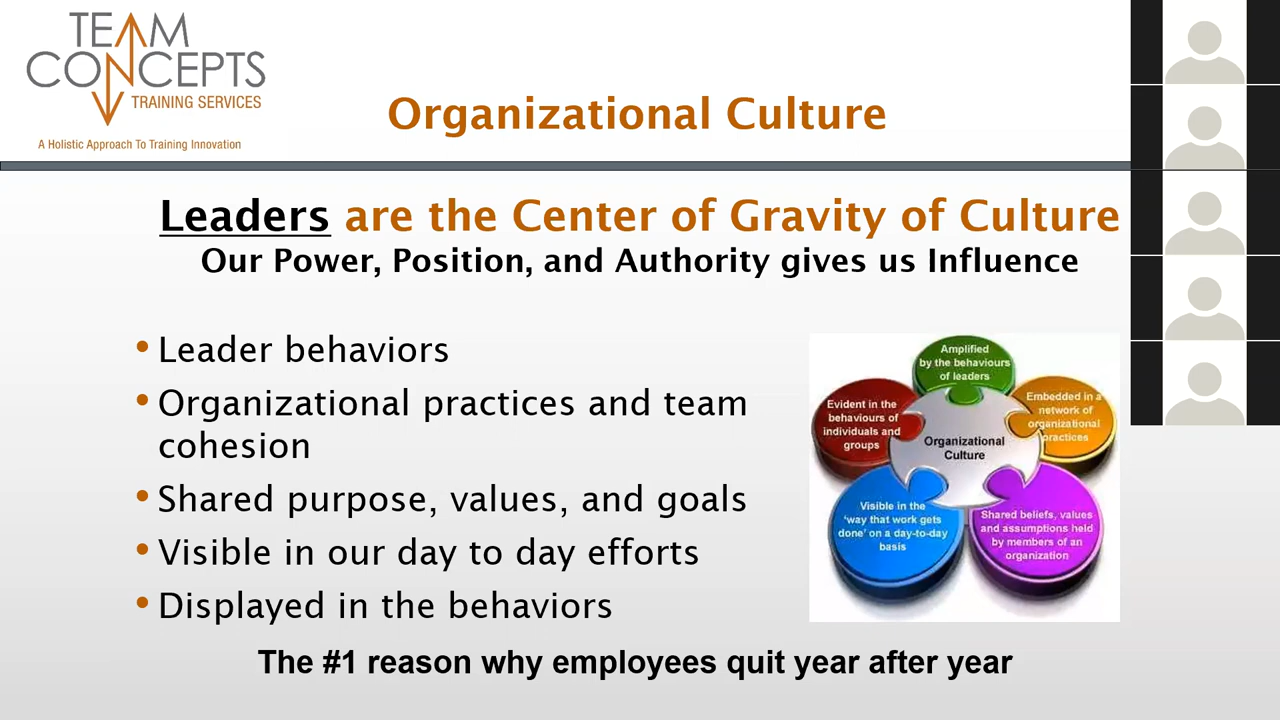 TEAM
CONCEPTS
TRAINING SERVICES
A Holistic Approach To Training Innovation
Organizational Culture
Leaders are the Center of Gravity of Culture
Our Power, Position, and Authority gives us Influence
• Leader behaviors
• Organizational practices and team
cohesion
• Shared purpose, values, and goals
• Visible in our day to day efforts
• Displayed in the behaviors
Amplified
by the behaviours
of leaders
Evident in the
behaviours of
individuals and
groups
Embedded in a
network of
organizational
practices
Organizational
Culture
Visible in the
'way that work gets
done' on a day-to-day
basis
Shared beliefs, values
and assumptions held
by members of an
organization
The #1 reason why employees quit year after year